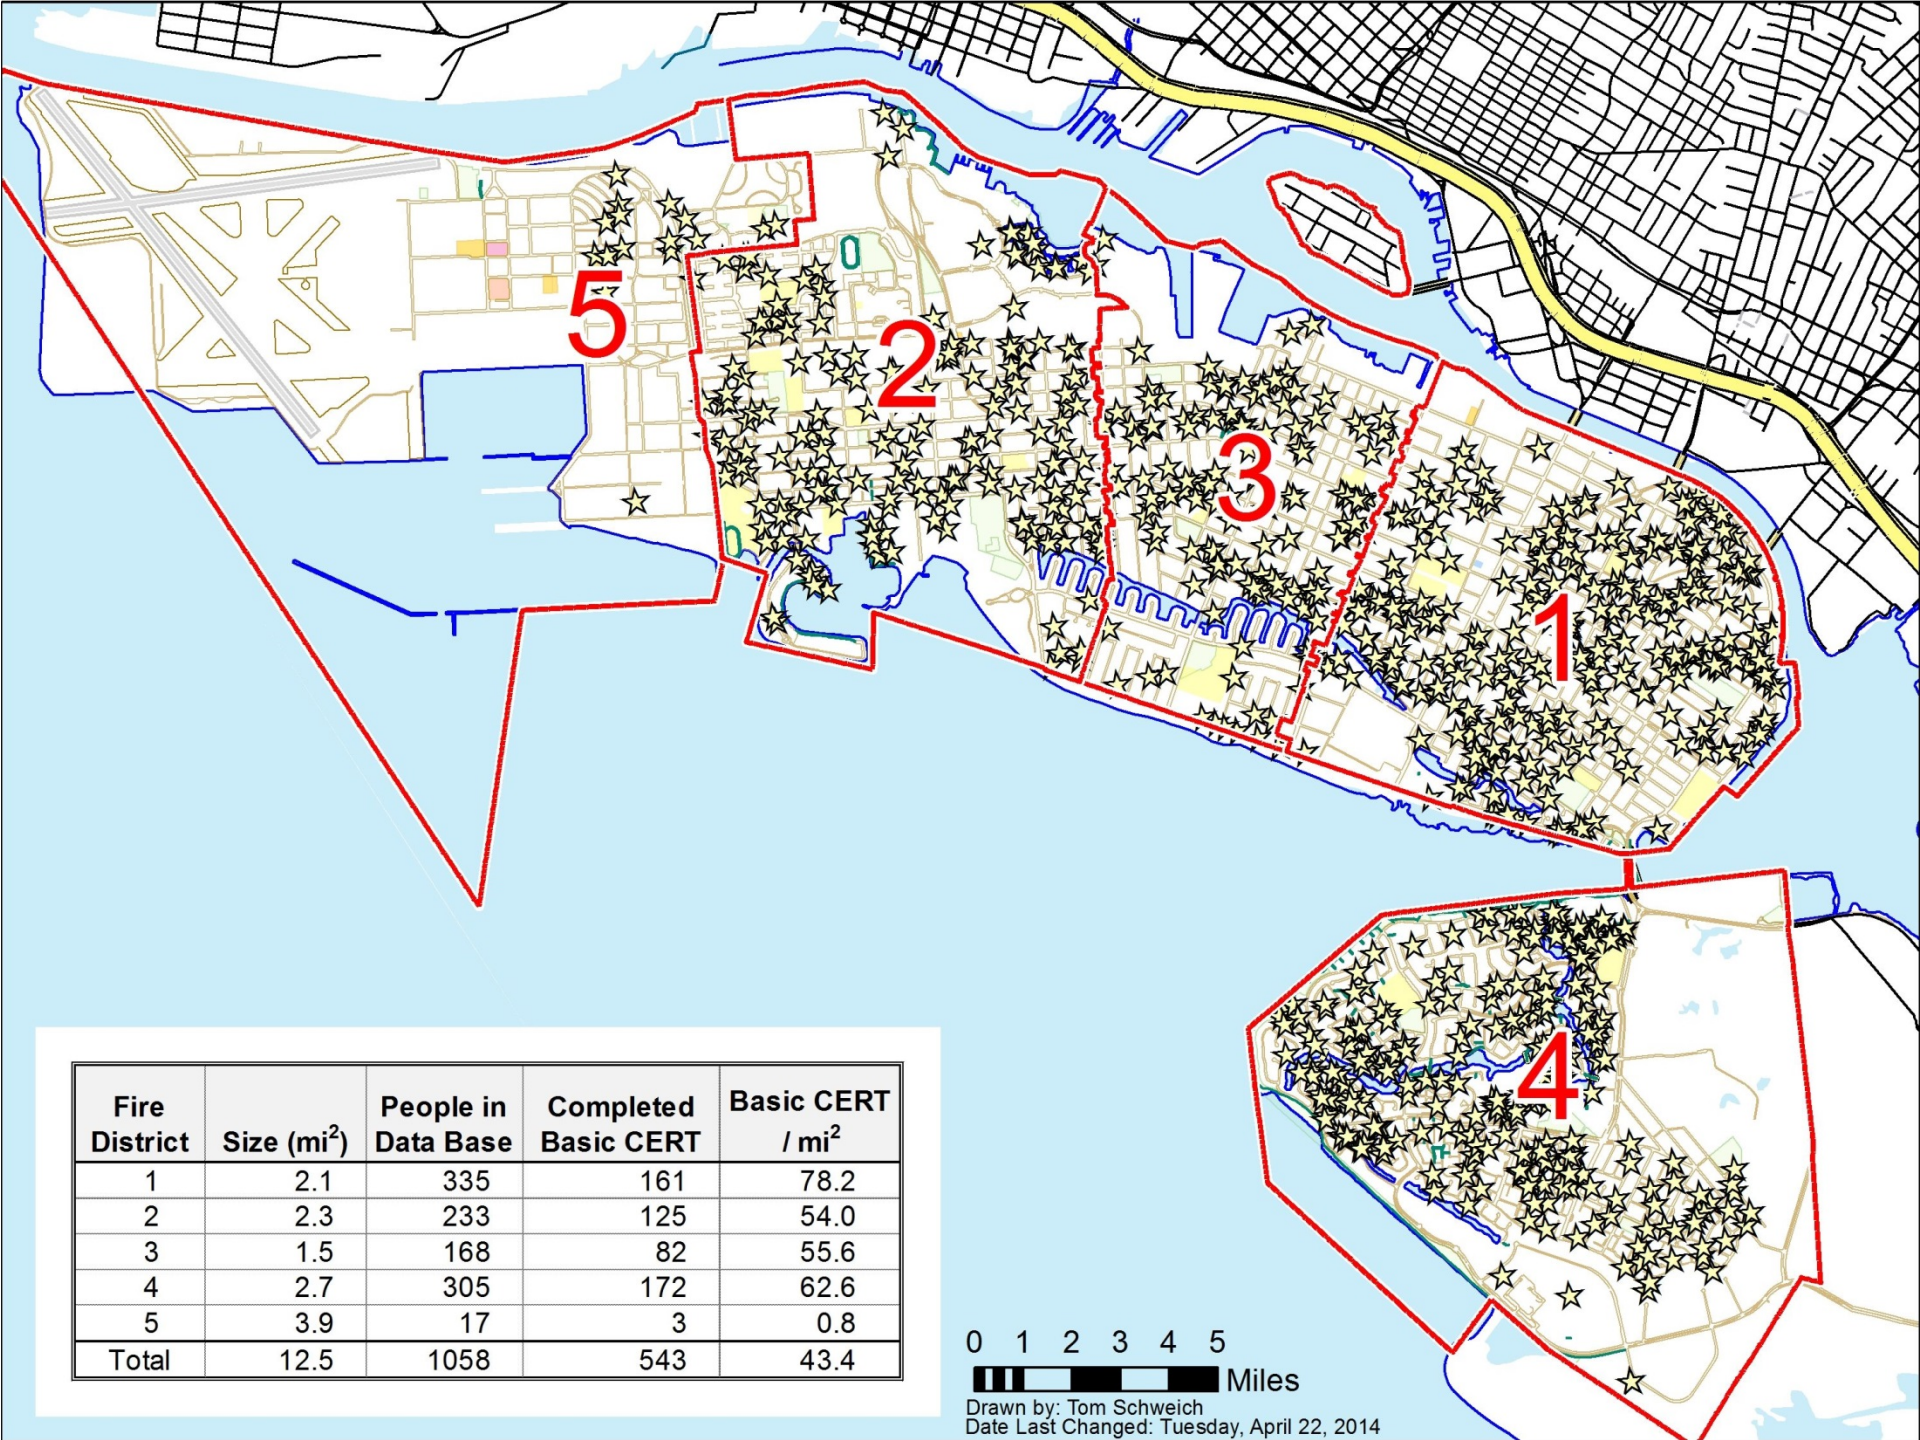 5
2
3
1
4
Fire District Size (mi2) People in Data Base Completed Basic CERT Basic CERT / mi2
1 2.1 335 161 78.2
2 2.3 233 125 54.0
3 1.5 168 82 55.6
4 2.7 305 172 62.6
5 3.9 17 3 0.8
Total 12.5 1058 543 43.4
0 1 2 3 4 5
Miles
Drawn by: Tom Schweich
Date Last Changed: Tuesday, April 22, 2014